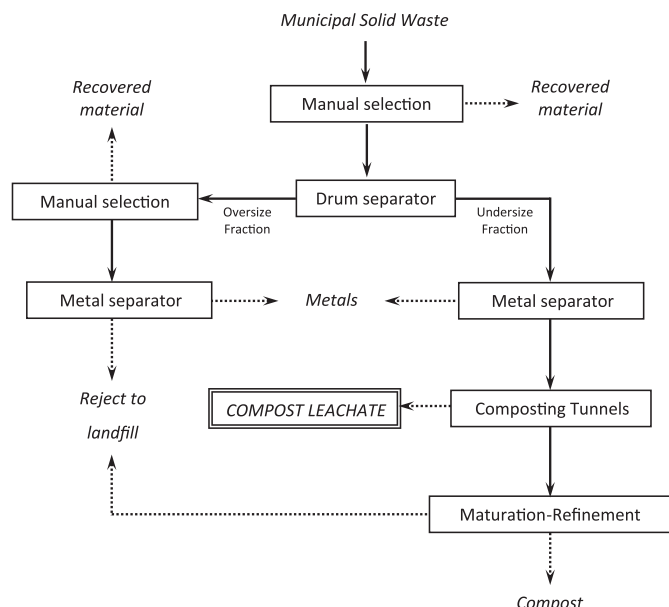 Municipal Solid Waste
Recovered
material
Manual selection
Recovered
material
Manual selection
Drum separator
Oversize
Fraction
Undersize
Fraction
Metal separator
Metals
Metal separator
Reject to
landfill
COMPOST LEACHATE
Composting Tunnels
Maturation-Refinement
Compost